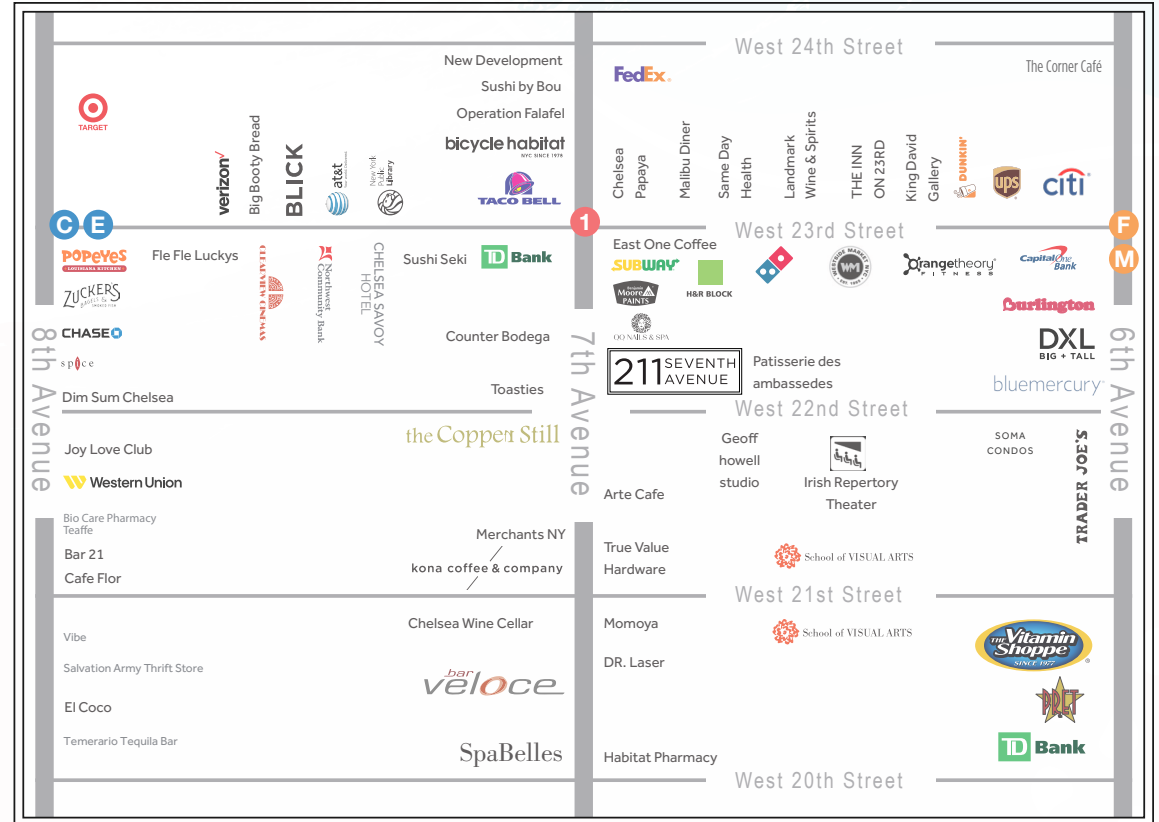 West 24th Street
New Development
Sushi by Bou
Operation Falafel
bicycle habitat
NYC SINCE 1978
TACO BELL
TARGET
verizon
Big Booty Bread
BLICK
at&t
New York
Public
Library
FedEx
The Corner Café
Chelsea
Papaya
Malibu Diner
Same Day
Health
Landmark
Wine & Spirits
THE INN
ON 23RD
King David
Gallery
DUNKIN'
ups
citi
C
E
1
West 23rd Street
F
M
POPEYES
LOUISIANA KITCHEN
ZUCKERS
CHASE
spice
Dim Sum Chelsea
Fle Fle Luckys
Northwest
Community Bank
CHELSEA SAVOY
HOTEL
Sushi Seki
TD Bank
Counter Bodega
Toasties
East One Coffee
SUBWAY
Benjamin
Moore
PAINTS
H&R BLOCK
OO NAILS & SPA
211 SEVENTH
AVENUE
WESTSIDE MARKET NYC
WM
Orangetheory
FITNESS
Capital One
Bank
Burlington
DXL
BIG + TALL
bluemercury
Patisserie des
ambassedes
8th Avenue
7th Avenue
6th Avenue
West 22nd Street
Joy Love Club
Western Union
Bio Care Pharmacy
Teaffe
Bar 21
Cafe Flor
the Copper Still
Merchants NY
kona coffee & company
Geoff
howell
studio
Irish Repertory
Theater
SOMA
CONDOS
TRADER JOE'S
Arte Cafe
True Value
Hardware
School of VISUAL ARTS
West 21st Street
Vibe
Salvation Army Thrift Store
El Coco
Temerario Tequila Bar
Chelsea Wine Cellar
bar
veloce
SpaBelles
Momoya
DR. Laser
Habitat Pharmacy
School of VISUAL ARTS
THE
Vitamin
Shoppe
SINCE 1977
PRET
TD Bank
West 20th Street